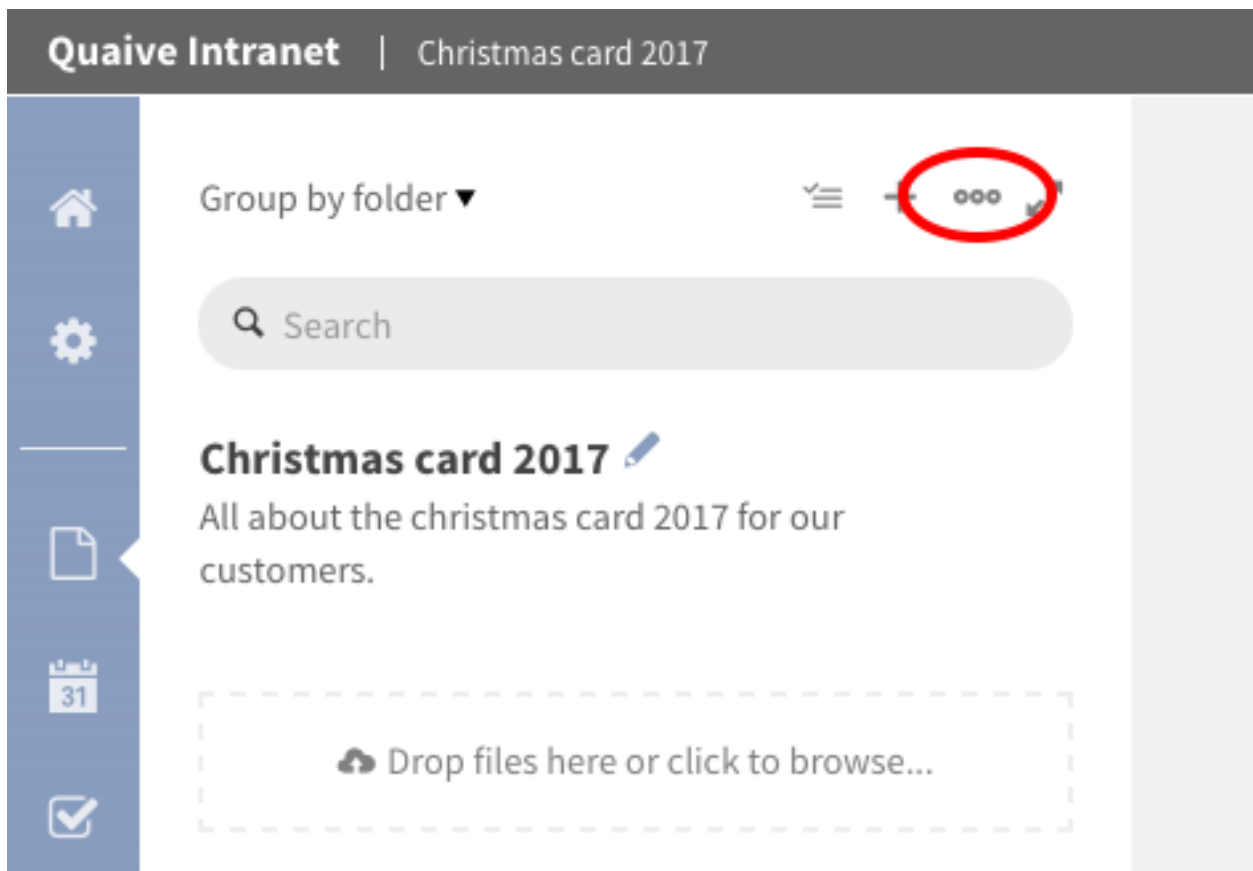 Quaive Intranet | Christmas card 2017
Group by folder
Search
Christmas card 2017
All about the christmas card 2017 for our
customers.
31
Drop files here or click to browse...